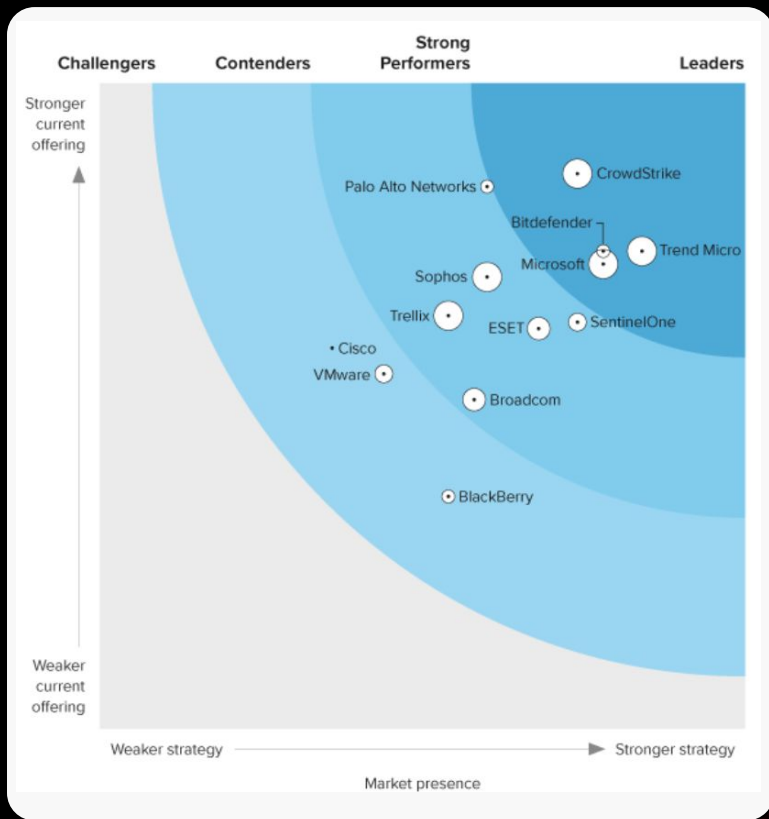 Challengers
Contenders
Strong
Performers
Leaders
Stronger
current
offering
CrowdStrike
Palo Alto Networks
Bitdefender
Trend Micro
Microsoft
Sophos
Trellix
SentinelOne
ESET
Cisco
VMware
Broadcom
BlackBerry
Weaker
current
offering
Weaker strategy
Stronger strategy
Market presence